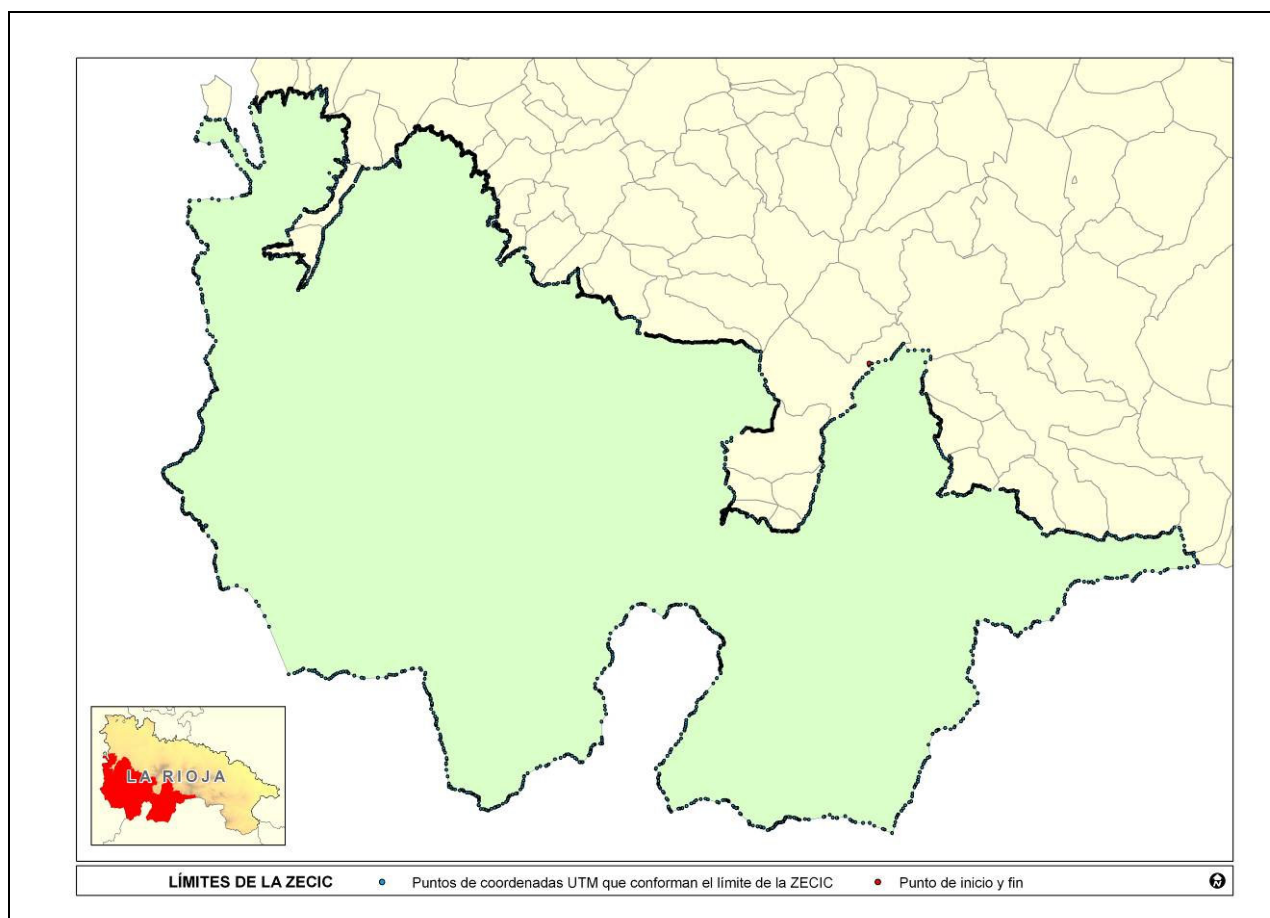 LA RIOJA
LÍMITES DE LA ZECIC
Puntos de coordenadas UTM que conforman el límite de la ZECIC
Punto de inicio y fin
N